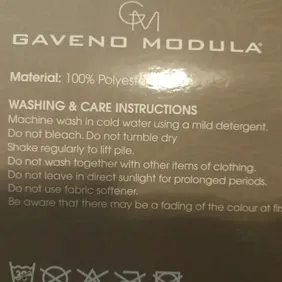 GM
GAVENO MODULA
Material: 100% Polyest
WASHING & CARE INSTRUCTIONS
Machine wash in cold water using a mild detergent.
Do not bleach. Do not tumble dry
Shake regularly to lift pile.
Do not wash together with other items of clothing.
Do not leave in direct sunlight for prolonged periods.
Do not use fabric softener.
Be aware that there may be a fading of the colour at fi
30